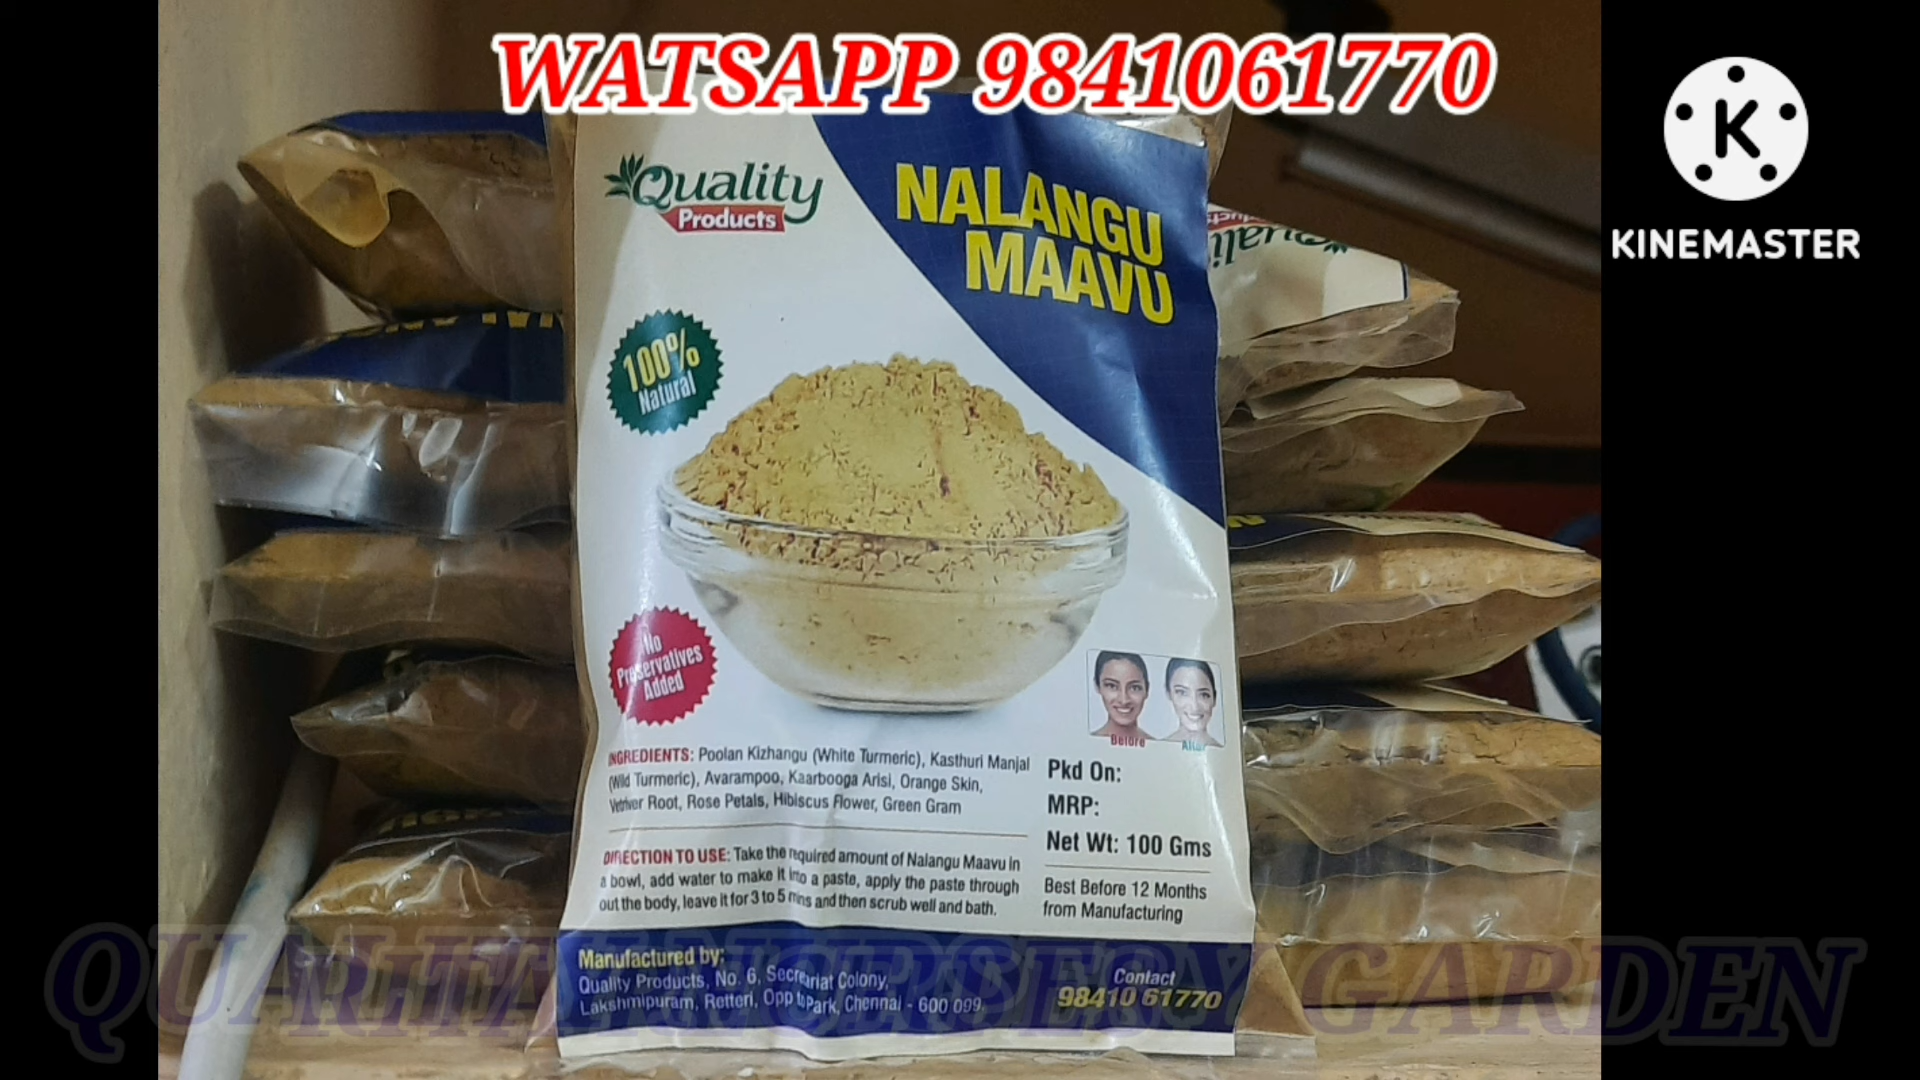 WATSAPP 9841061770
KINEMASTER
Quality
Products
NALANGU
MAAVU
100%
Natural
No
Preservatives
Added
Before
After
INGREDIENTS: Poolan Kizhangu (White Turmeric), Kasthuri Manjal
(Wild Turmeric), Avarampoo, Kaarbooga Arisi, Orange Skin,
Vetriver Root, Rose Petals, Hibiscus Flower, Green Gram
DIRECTION TO USE: Take the required amount of Nalangu Maavu in
a bowl, add water to make it into a paste, apply the paste through
out the body, leave it for 3 to 5 mins and then scrub well and bath.
Pkd On:
MRP:
Net Wt: 100 Gms
Best Before 12 Months
from Manufacturing
Manufactured by:
Quality Products, No. 6, Secretariat Colony,
Lakshmipuram, Retteri, Opp to Park, Chennai - 600 099.
Contact
98410 61770
NURSERY GARDEN